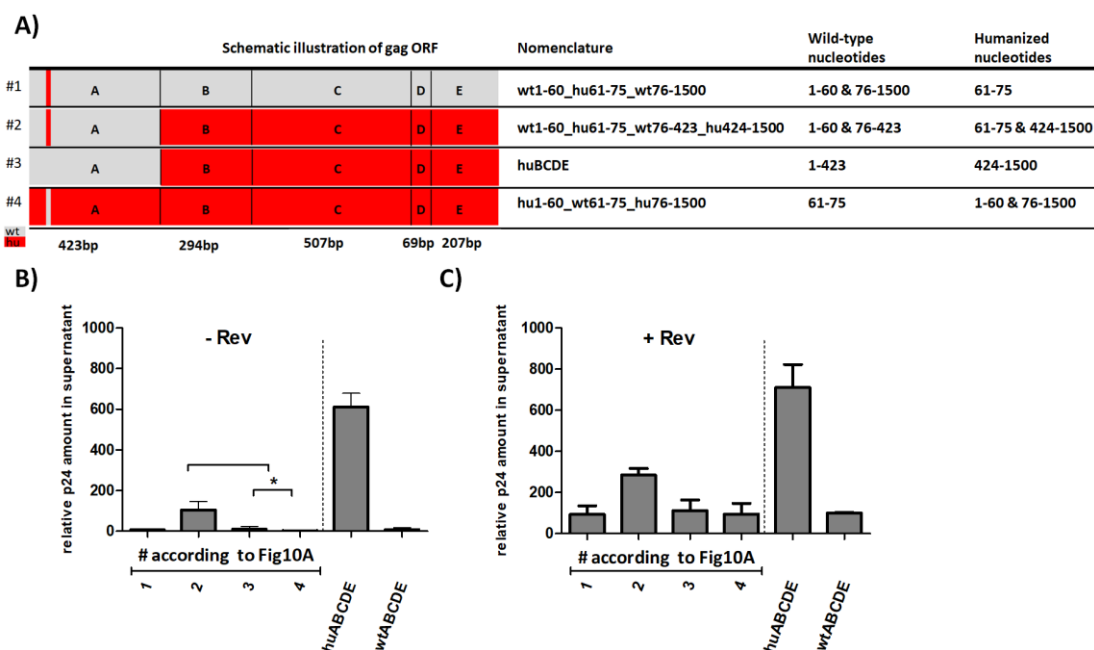 A)
Schematic illustration of gag ORF Nomenclature Wild-type nucleotides Humanized nucleotides
#1 A B C D E wt1-60_hu61-75_wt76-1500 1-60 & 76-1500 61-75
#2 A B C D E wt1-60_hu61-75_wt76-423_hu424-1500 1-60 & 76-423 61-75 & 424-1500
#3 A B C D E huBCDE 1-423 424-1500
#4 A B C D E hu1-60_wt61-75_hu76-1500 61-75 1-60 & 76-1500
wt
hu
423bp 294bp 507bp 69bp 207bp
B)
relative p24 amount in supernatant
1000
800
600
400
200
0
- Rev
*
# according to Fig10A
1 2 3 4 huABCDE wtABCDE
C)
relative p24 amount in supernatant
1000
800
600
400
200
0
+ Rev
# according to Fig10A
1 2 3 4 huABCDE wtABCDE